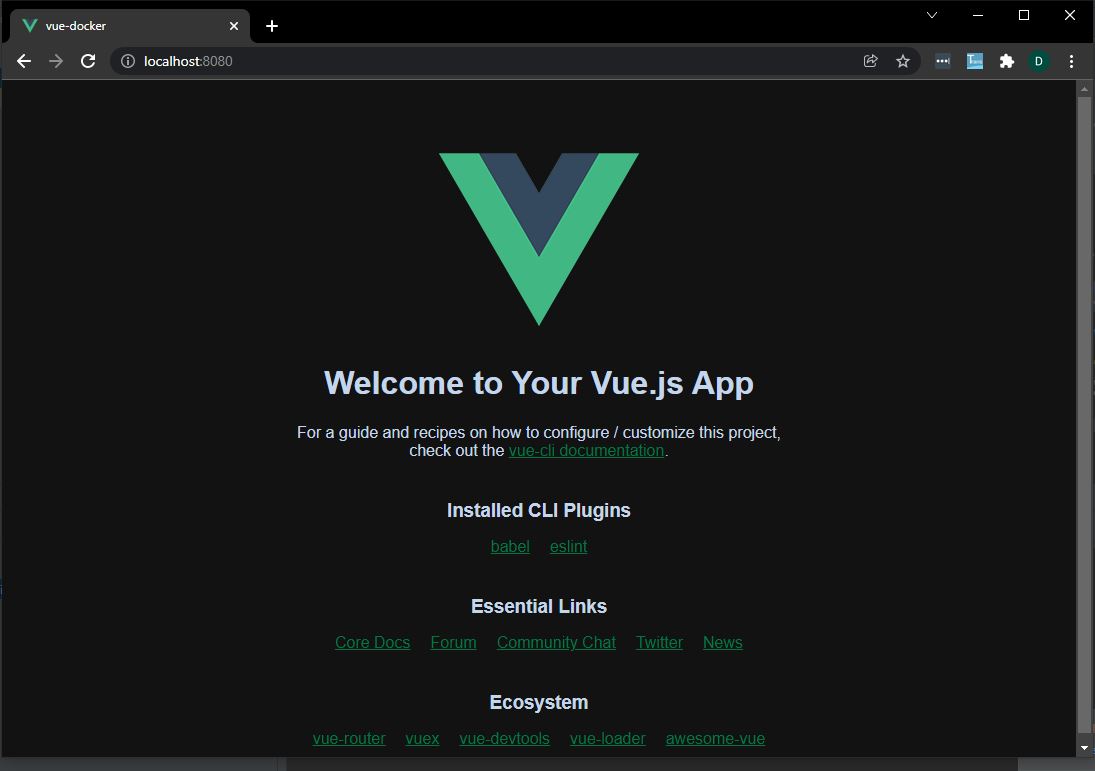 vue-docker
localhost:8080
D
Welcome to Your Vue.js App
For a guide and recipes on how to configure / customize this project,
check out the vue-cli documentation.
Installed CLI Plugins
babel eslint
Essential Links
Core Docs Forum Community Chat Twitter News
Ecosystem
vue-router vuex vue-devtools vue-loader awesome-vue